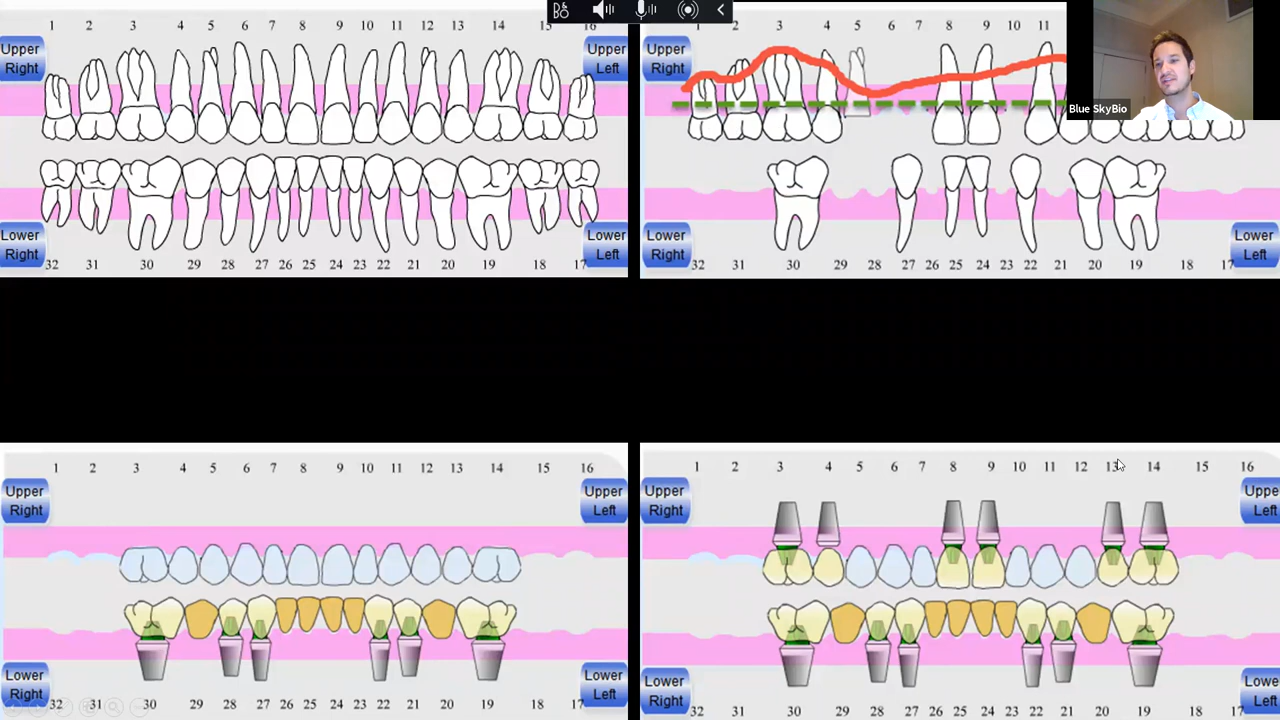 1 2 3 4 5 6 7 8 9 10 11 12 13 14 15 16
Upper
Right
Upper
Left
Lower
Right
Lower
Left
32 31 30 29 28 27 26 25 24 23 22 21 20 19 18 17
1 2 3 4 5 6 7 8 9 10 11
Upper
Right
Blue SkyBio
Lower
Right
Lower
Left
32 31 30 29 28 27 26 25 24 23 22 21 20 19 18 17
1 2 3 4 5 6 7 8 9 10 11 12 13 14 15 16
Upper
Right
Upper
Left
Lower
Right
Lower
Left
32 31 30 29 28 27 26 25 24 23 22 21 20 19 18 17
1 2 3 4 5 6 7 8 9 10 11 12 13 14 15 16
Upper
Right
Uppe
Left
Lower
Right
Lowe
Left
32 31 30 29 28 27 26 25 24 23 22 21 20 19 18 17